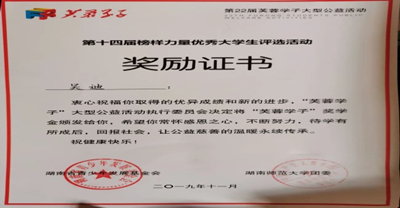 芙蓉学子
第22届芙蓉学子大型公益活动
第十四届榜样力量优秀大学生评选活动
奖励证书
吴迪：
衷心祝福你取得的优异成绩和新的进步，“芙蓉学
子”大型公益活动执行委员会决定将“芙蓉学子”奖学
金颁发给你，希望你常怀感恩之心，不断努力，待学有
所成后，回报社会，让公益慈善的温暖永续传承。
祝健康快乐！
湖南省青少年发展基金会
湖南师范大学团委
二〇一九年十一月